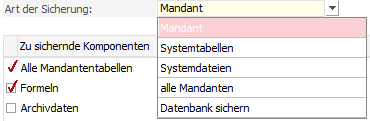 Art der Sicherung: Mandant
Mandant
Zu sichernde Komponenten
Systemtabellen
Alle Mandantentabellen
Systemdateien
Formeln
alle Mandanten
Archivdaten
Datenbank sichern